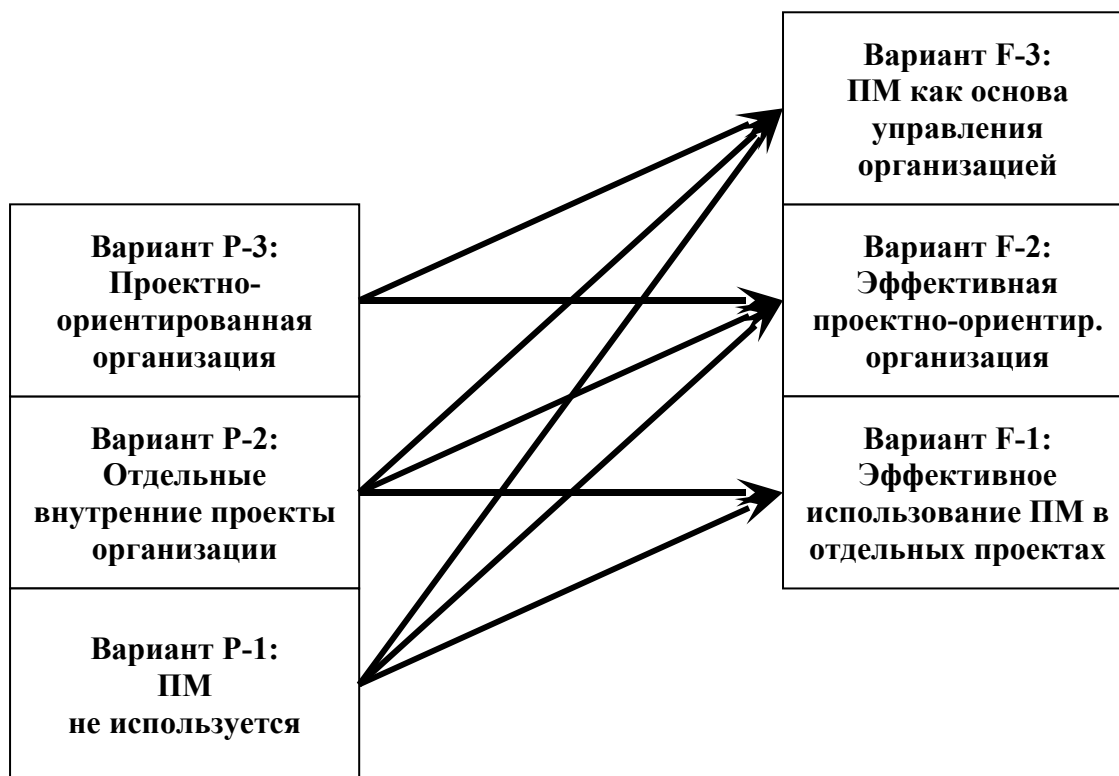 Вариант F-3:
ПМ как основа
управления
организацией
Вариант P-3:
Проектно-
ориентированная
организация
Вариант F-2:
Эффективная
проектно-ориентир.
организация
Вариант P-2:
Отдельные
внутренние проекты
организации
Вариант F-1:
Эффективное
использование ПМ в
отдельных проектах
Вариант P-1:
ПМ
не используется